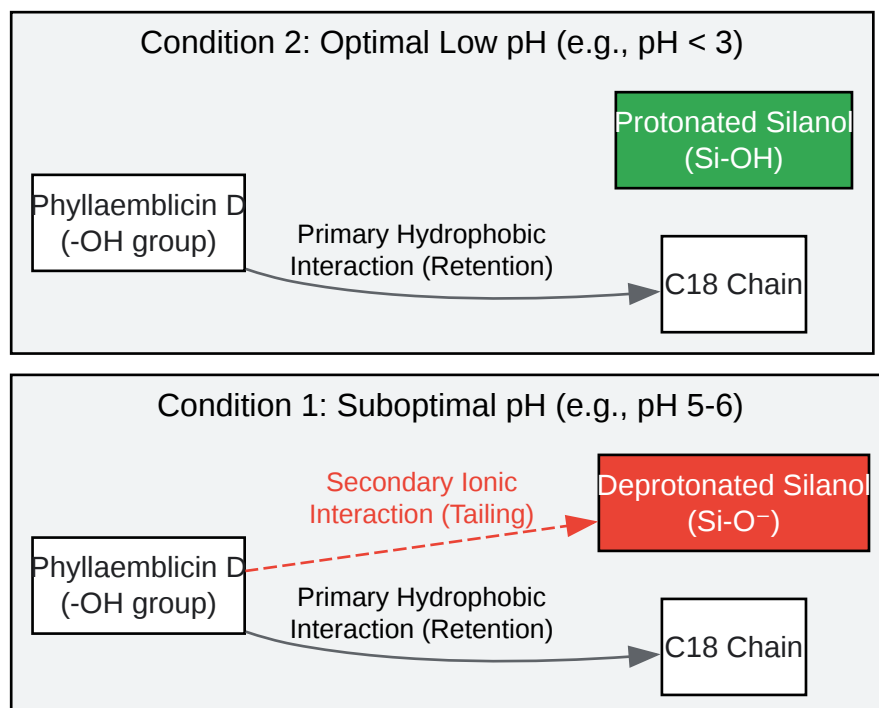 Condition 2: Optimal Low pH (e.g., pH < 3)
Protonated Silanol
(Si-OH)
Phyllaemblicin D
(-OH group)
Primary Hydrophobic
Interaction (Retention)
C18 Chain
Condition 1: Suboptimal pH (e.g., pH 5-6)
Secondary Ionic
Interaction (Tailing)
Deprotonated Silanol
(Si-O⁻)
Phyllaemblicin D
(-OH group)
Primary Hydrophobic
Interaction (Retention)
C18 Chain